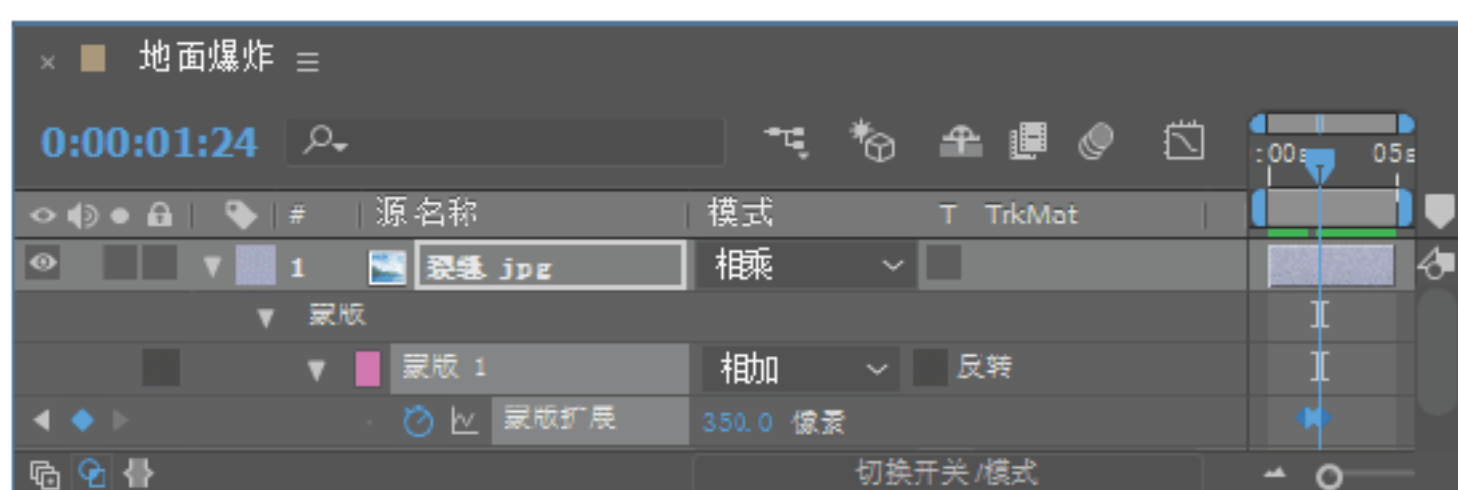 × 地面爆炸
0:00:01:24
:00s 05s
# 源名称 模式 T TrkMat
1 裂缝.jpg 相乘
蒙版
蒙版 1 相加 反转
蒙版扩展 350.0 像素
切换开关/模式